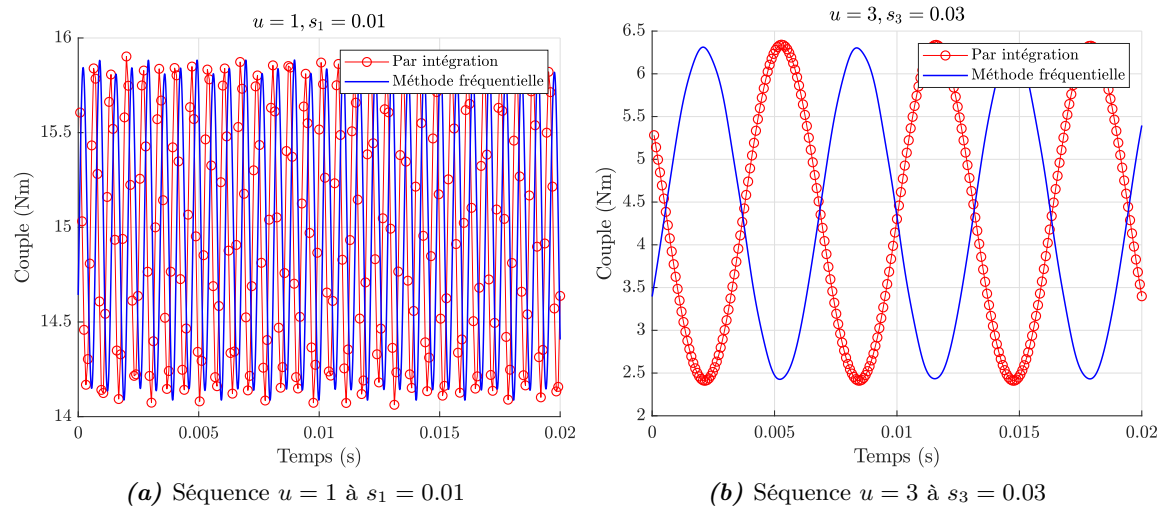 u = 1, s₁ = 0.01
16
15.5
15
14.5
14
Couple (Nm)
Par intégration
Méthode fréquentielle
0 0.005 0.01 0.015 0.02
Temps (s)
(a) Séquence u = 1 à s₁ = 0.01
u = 3, s₃ = 0.03
6.5
6
5.5
5
4.5
4
3.5
3
2.5
2
Couple (Nm)
Par intégration
Méthode fréquentielle
0 0.005 0.01 0.015 0.02
Temps (s)
(b) Séquence u = 3 à s₃ = 0.03